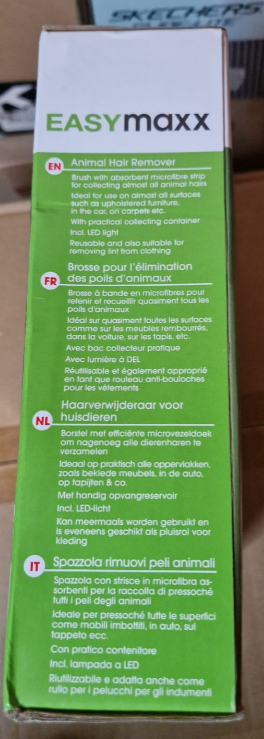 SKECHERS
EASYmaxx
EN Animal Hair Remover
Brush with absorbent microfibre strip
for collecting almost all animal hairs
Ideal for use on almost all surfaces
such as upholstered furniture,
in the car, on carpets etc.
With practical collecting container
Incl. LED light
Reusable and also suitable for
removing lint from clothing
FR Brosse pour l'élimination
des poils d'animaux
Brosse à bande en microfibres pour
retenir et recueillir quasiment tous les
poils d'animaux
Idéal sur quasiment toutes les surfaces
comme sur les meubles rembourrés,
dans la voiture, sur les tapis, etc.
Avec bac collecteur pratique
Avec lumière à DEL
Réutilisable et également approprié
en tant que rouleau anti-bouloches
pour les vêtements
NL Haarverwijderaar voor
huisdieren
Borstel met efficiënte microvezeldoek
om nagenoeg alle dierenharen te
verzamelen
Ideaal op praktisch alle oppervlakken,
zoals beklede meubels, in de auto,
op tapijten & co.
Met handig opvangreservoir
Incl. LED-licht
Kan meermaals worden gebruikt en
is eveneens geschikt als pluisrol voor
kleding
IT Spazzola rimuovi peli animali
Spazzola con strisce in microfibra as-
sorbenti per la raccolta di pressoché
tutti i peli degli animali
Ideale per pressoché tutte le superfici
come mobili imbottiti, in auto, sul
tappeto ecc.
Con pratico contenitore
Incl. lampada a LED
Riutilizzabile e adatta anche come
rullo per i pelucchi per gli indumenti